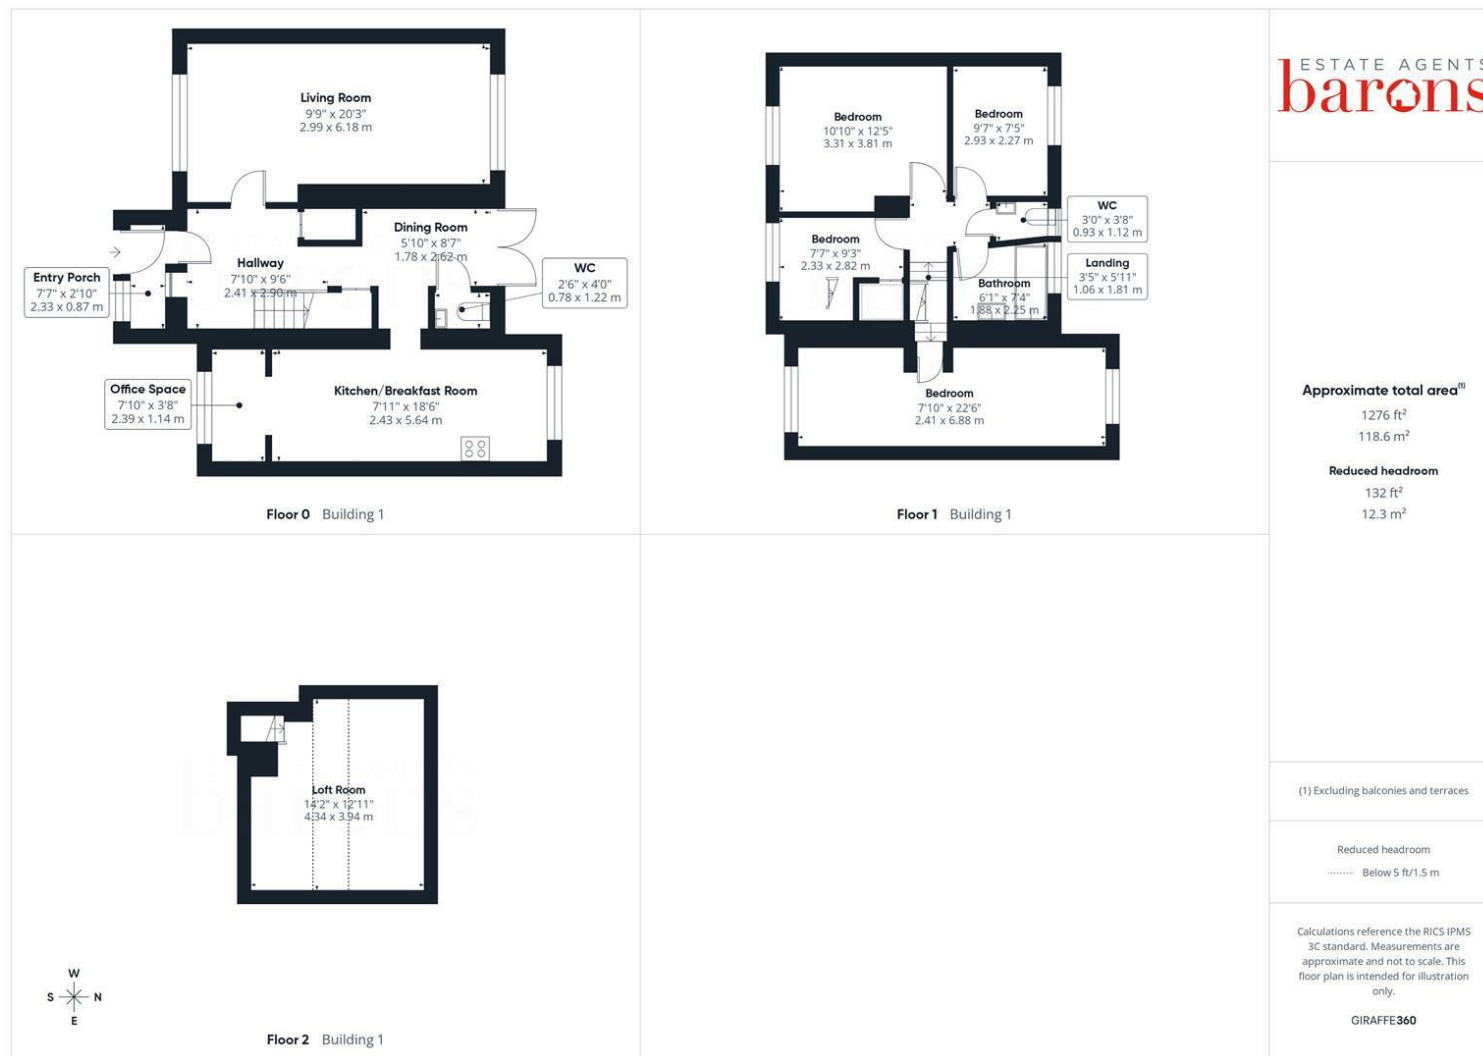 Living Room
9'9" x 20'3"
2.99 x 6.18 m
Dining Room
5'10" x 8'7"
1.78 x 2.62 m
Hallway
7'10" x 9'6"
2.41 x 2.90 m
Entry Porch
7'7" x 2'10"
2.33 x 0.87 m
WC
2'6" x 4'0"
0.78 x 1.22 m
Office Space
7'10" x 3'8"
2.39 x 1.14 m
Kitchen/Breakfast Room
7'11" x 18'6"
2.43 x 5.64 m
Floor 0 Building 1
Bedroom
10'10" x 12'5"
3.31 x 3.81 m
Bedroom
9'7" x 7'5"
2.93 x 2.27 m
WC
3'0" x 3'8"
0.93 x 1.12 m
Bedroom
7'7" x 9'3"
2.33 x 2.82 m
Landing
3'5" x 5'11"
1.06 x 1.81 m
Bathroom
6'1" x 7'4"
1.88 x 2.25 m
Bedroom
7'10" x 22'6"
2.41 x 6.88 m
Floor 1 Building 1
Loft Room
14'2" x 12'11"
4.34 x 3.94 m
barons
W
S N
E
Floor 2 Building 1
ESTATE AGENTS
barons
Approximate total area(1)
1276 ft²
118.6 m²
Reduced headroom
132 ft²
12.3 m²
(1) Excluding balconies and terraces
Reduced headroom
Below 5 ft/1.5 m
Calculations reference the RICS IPMS
3C standard. Measurements are
approximate and not to scale. This
floor plan is intended for illustration
only.
GIRAFFE360